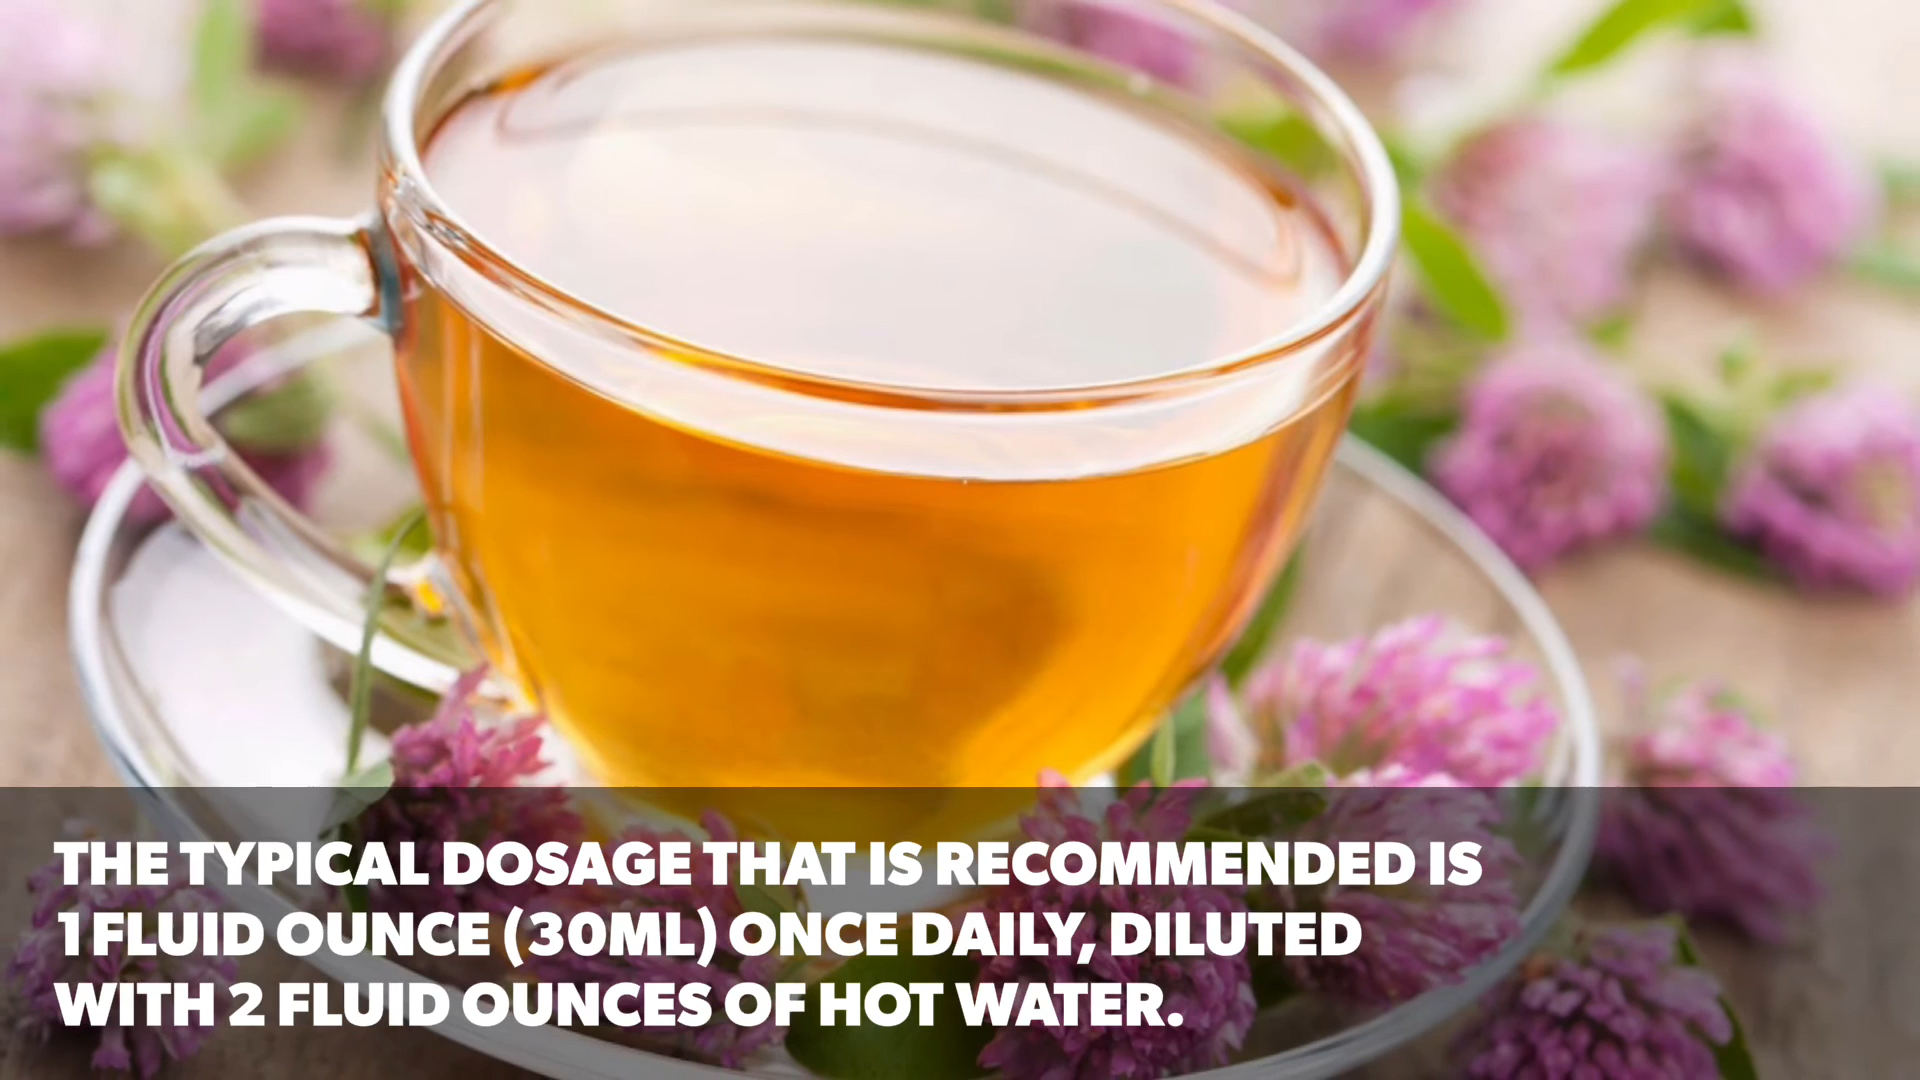 THE TYPICAL DOSAGE THAT IS RECOMMENDED IS
1 FLUID OUNCE (30ML) ONCE DAILY, DILUTED
WITH 2 FLUID OUNCES OF HOT WATER.